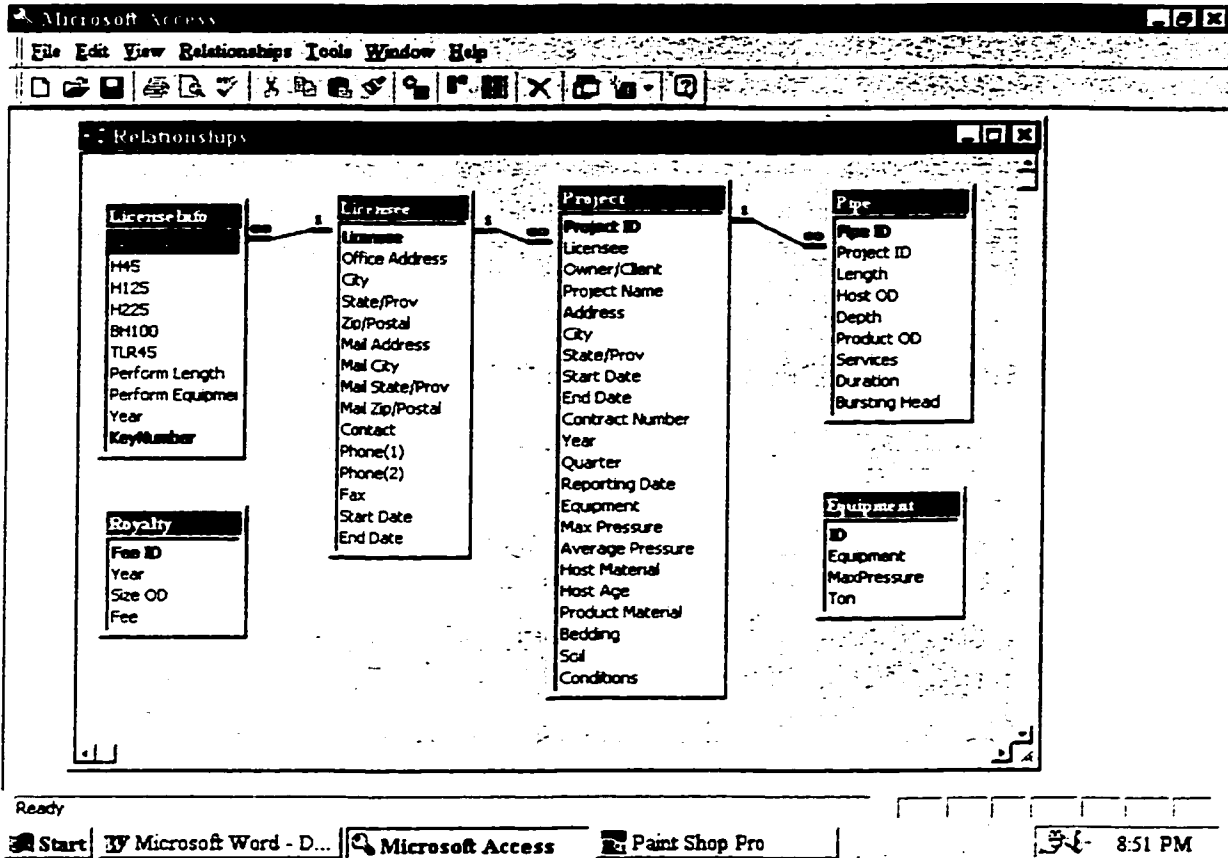 Microsoft Access
File Edit View Relationships Tools Window Help
Relationships
LicenseInfo
H45
H125
H225
BH100
TLR45
Perform Length
Perform Equipmer
Year
KeyNumber
Royalty
Fee ID
Year
Size OD
Fee
1
∞
Licensee
Licensee
Office Address
City
State/Prov
Zip/Postal
Mail Address
Mail City
Mail State/Prov
Mail Zip/Postal
Contact
Phone(1)
Phone(2)
Fax
Start Date
End Date
1
∞
Project
Project ID
Licensee
Owner/Client
Project Name
Address
City
State/Prov
Start Date
End Date
Contract Number
Year
Quarter
Reporting Date
Equipment
Max Pressure
Average Pressure
Host Material
Host Age
Product Material
Bedding
Soil
Conditions
1
∞
Pipe
Pipe ID
Project ID
Length
Host OD
Depth
Product OD
Services
Duration
Bursting Head
Equipment
ID
Equipment
MaxPressure
Ton
Ready
Start Microsoft Word - D... Microsoft Access Paint Shop Pro 8:51 PM